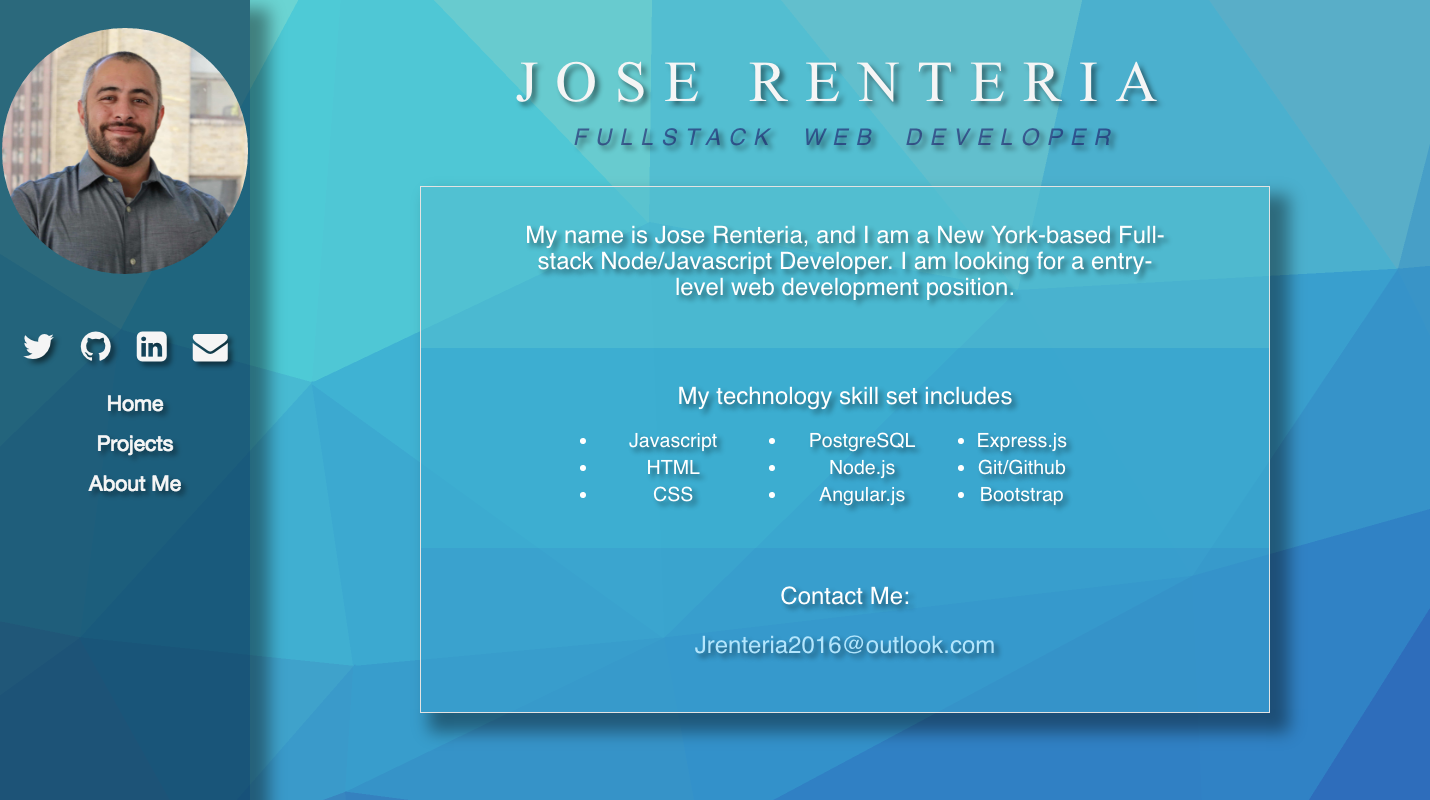 JOSE RENTERIA
FULLSTACK WEB DEVELOPER
Home
Projects
About Me
My name is Jose Renteria, and I am a New York-based Full-
stack Node/Javascript Developer. I am looking for a entry-
level web development position.
My technology skill set includes
• Javascript • PostgreSQL • Express.js
• HTML • Node.js • Git/Github
• CSS • Angular.js • Bootstrap
Contact Me:
Jrenteria2016@outlook.com